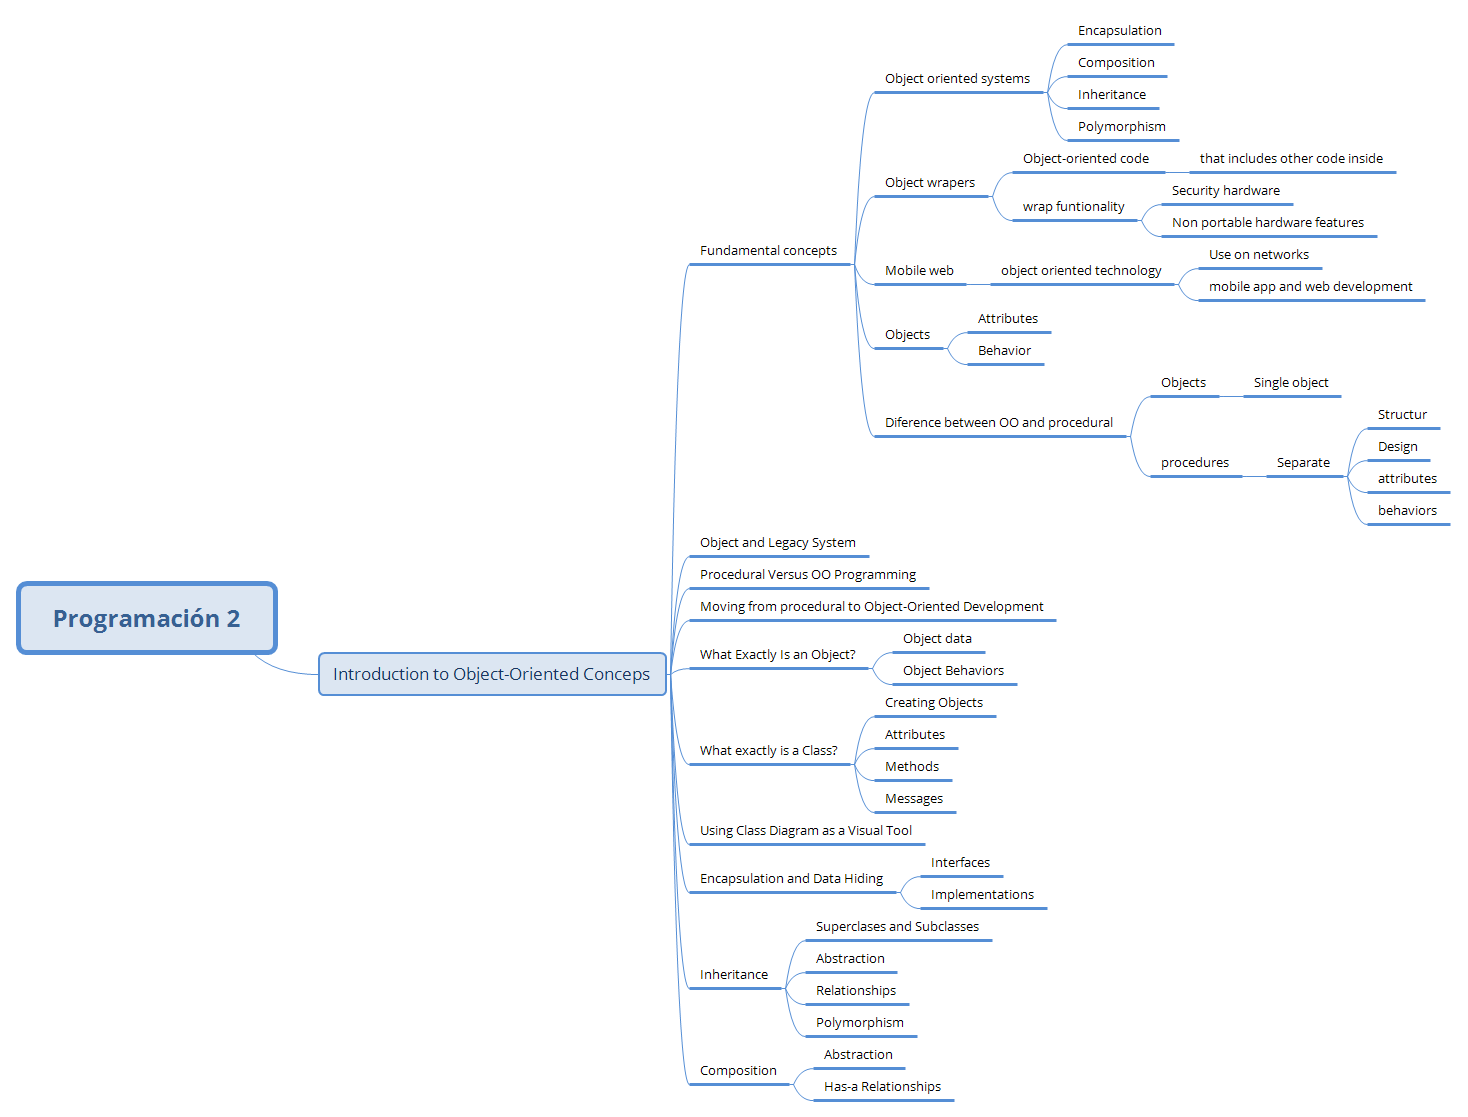 Programación 2
Introduction to Object-Oriented Conceps
Fundamental concepts
Object oriented systems
Encapsulation
Composition
Inheritance
Polymorphism
Object wrapers
Object-oriented code
that includes other code inside
wrap funtionality
Security hardware
Non portable hardware features
Mobile web
object oriented technology
Use on networks
mobile app and web development
Objects
Attributes
Behavior
Diference between OO and procedural
Objects
Single object
procedures
Separate
Structur
Design
attributes
behaviors
Object and Legacy System
Procedural Versus OO Programming
Moving from procedural to Object-Oriented Development
What Exactly Is an Object?
Object data
Object Behaviors
What exactly is a Class?
Creating Objects
Attributes
Methods
Messages
Using Class Diagram as a Visual Tool
Encapsulation and Data Hiding
Interfaces
Implementations
Inheritance
Superclases and Subclasses
Abstraction
Relationships
Polymorphism
Composition
Abstraction
Has-a Relationships